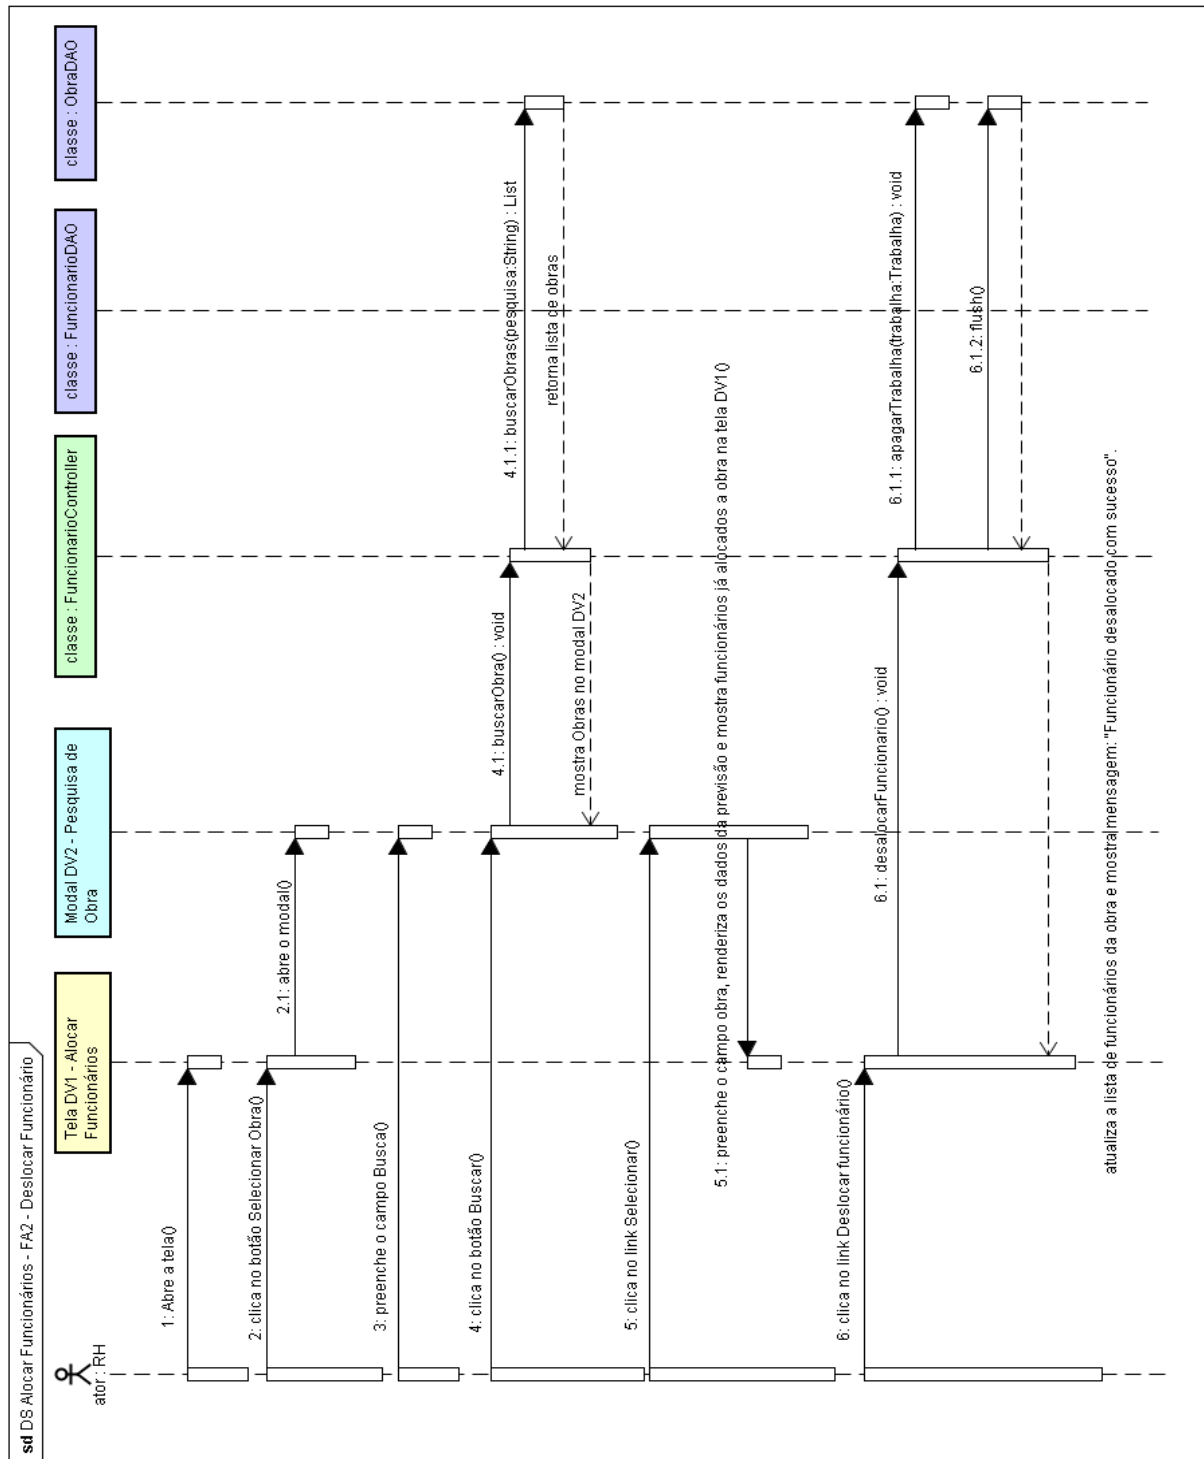 sd DS Alocar Funcionários - FA2 - Deslocar Funcionário
ator : RH
Tela DV1 - Alocar
Funcionários
Modal DV2 - Pesquisa de
Obra
classe : FuncionarioController
classe : FuncionarioDAO
classe : ObraDAO
1: Abre a tela()
2: clica no botão Selecionar Obra()
2.1: abre o modal()
3: preenche o campo Busca()
4: clica no botão Buscar()
4.1: buscarObra() : void
4.1.1: buscarObras(pesquisa:String) : List
retorna lista de obras
mostra Obras no modal DV2
5: clica no link Selecionar()
5.1: preenche o campo obra, renderiza os dados da previsão e mostra funcionários já alocados a obra na tela DV1()
6: clica no link Deslocar funcionário()
6.1: desalocarFuncionario() : void
6.1.1: apagarTrabalha(trabalha:Trabalha) : void
6.1.2: flush()
atualiza a lista de funcionários da obra e mostra mensagem: "Funcionário desalocado com sucesso".